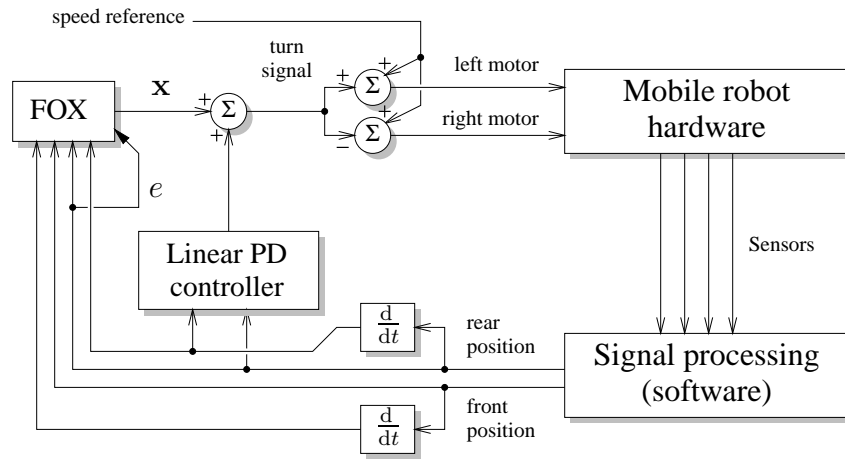 speed reference
turn
signal
left motor
right motor
FOX
x
+
+
Σ
+
−
+
+
Σ
Σ
Mobile robot
hardware
e
Linear PD
controller
Sensors
d
dt
rear
position
Signal processing
(software)
d
dt
front
position